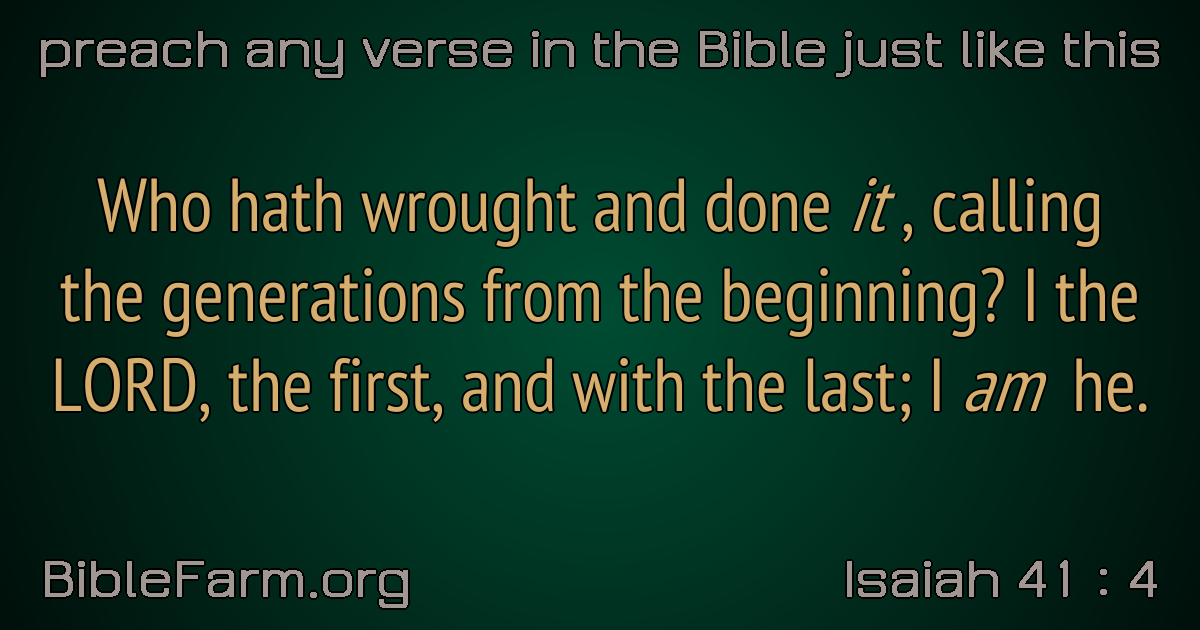 preach any verse in the Bible just like this
Who hath wrought and done it , calling
the generations from the beginning? I the
LORD, the first, and with the last; I am he.
BibleFarm.org
Isaiah 41 : 4